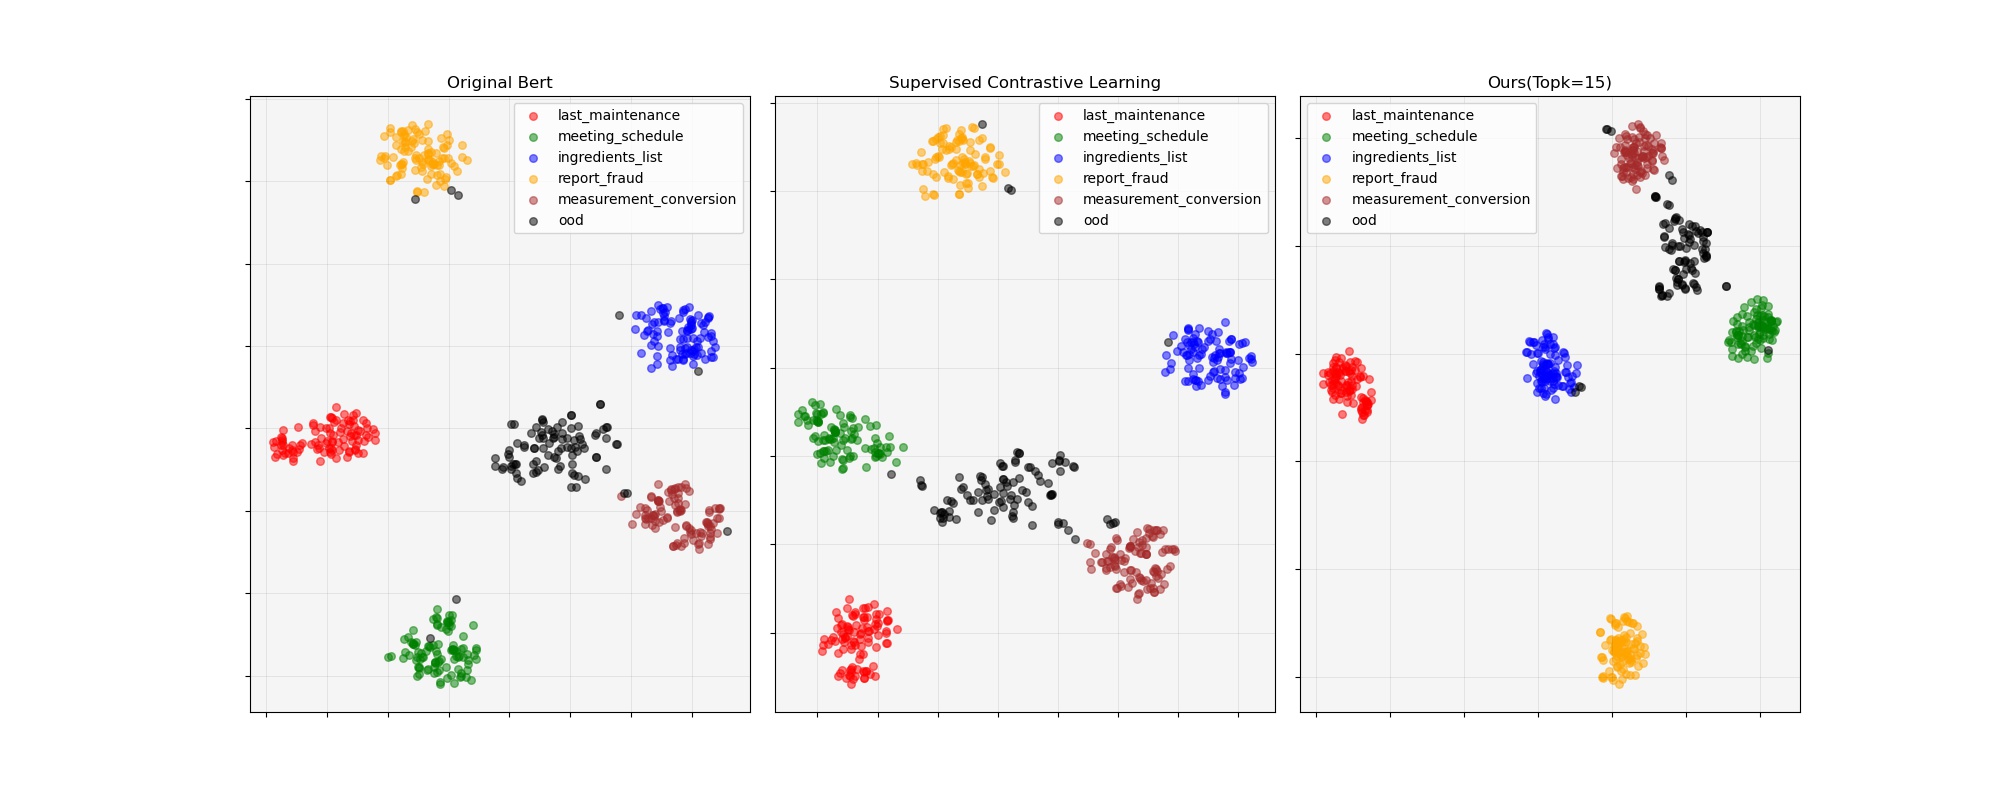 Original Bert
last_maintenance
meeting_schedule
ingredients_list
report_fraud
measurement_conversion
ood
Supervised Contrastive Learning
last_maintenance
meeting_schedule
ingredients_list
report_fraud
measurement_conversion
ood
Ours(Topk=15)
last_maintenance
meeting_schedule
ingredients_list
report_fraud
measurement_conversion
ood